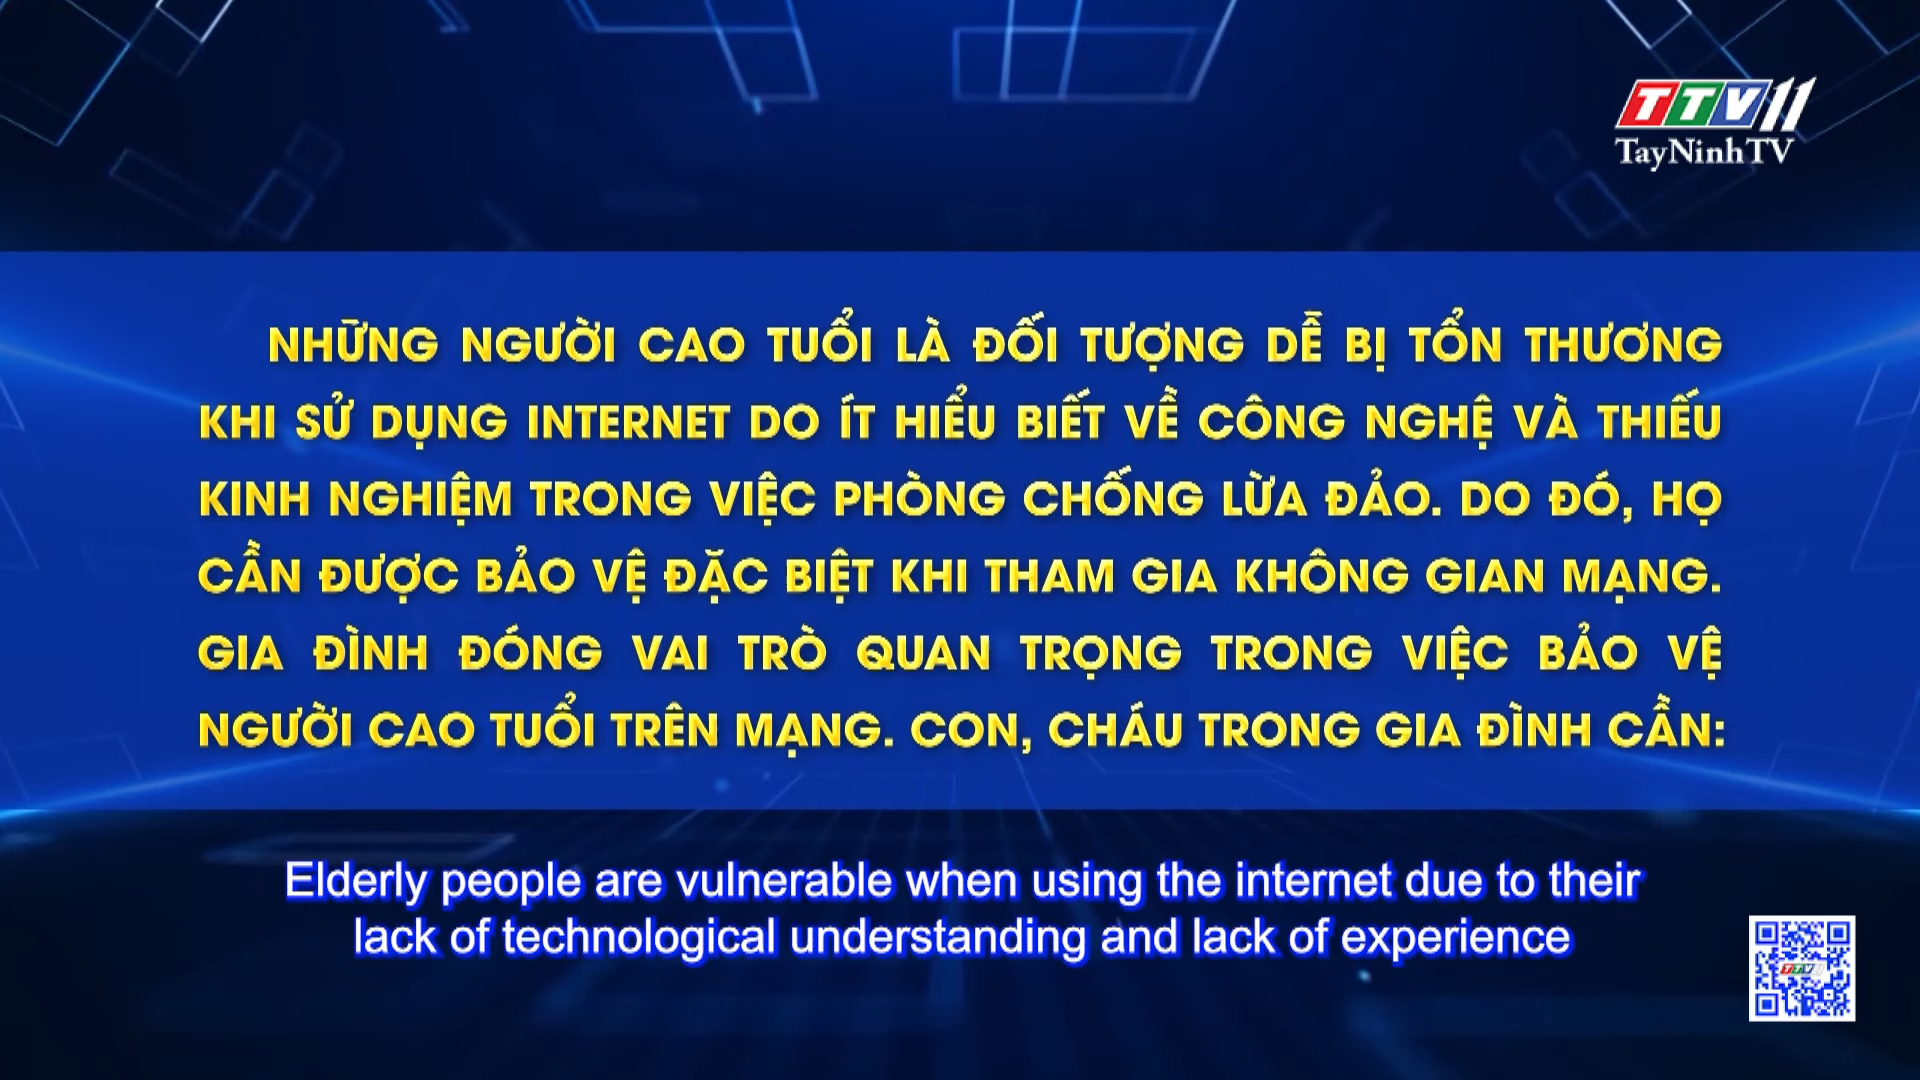 TTV11
TayNinhTV
NHỮNG NGƯỜI CAO TUỔI LÀ ĐỐI TƯỢNG DỄ BỊ TỔN THƯƠNG
KHI SỬ DỤNG INTERNET DO ÍT HIỂU BIẾT VỀ CÔNG NGHỆ VÀ THIẾU
KINH NGHIỆM TRONG VIỆC PHÒNG CHỐNG LỪA ĐẢO. DO ĐÓ, HỌ
CẦN ĐƯỢC BẢO VỆ ĐẶC BIỆT KHI THAM GIA KHÔNG GIAN MẠNG.
GIA ĐÌNH ĐÓNG VAI TRÒ QUAN TRỌNG TRONG VIỆC BẢO VỆ
NGƯỜI CAO TUỔI TRÊN MẠNG. CON, CHÁU TRONG GIA ĐÌNH CẦN:
Elderly people are vulnerable when using the internet due to their
lack of technological understanding and lack of experience
TTV11